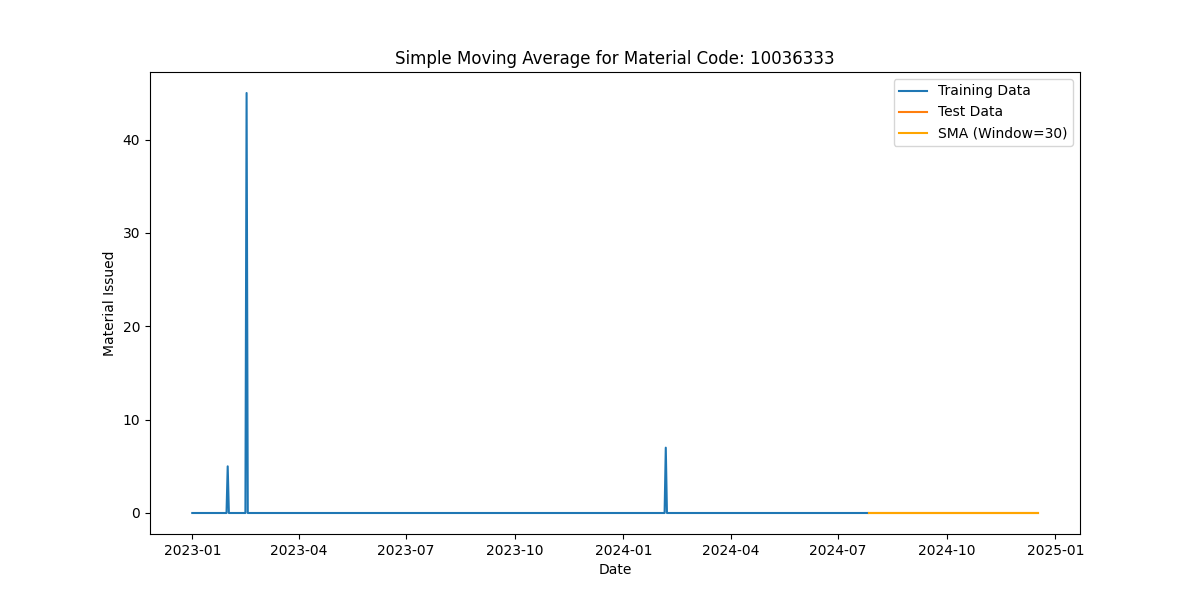 Simple Moving Average for Material Code: 10036333
Training Data
Test Data
SMA (Window=30)
Material Issued
40
30
20
10
0
2023-01 2023-04 2023-07 2023-10 2024-01 2024-04 2024-07 2024-10 2025-01
Date